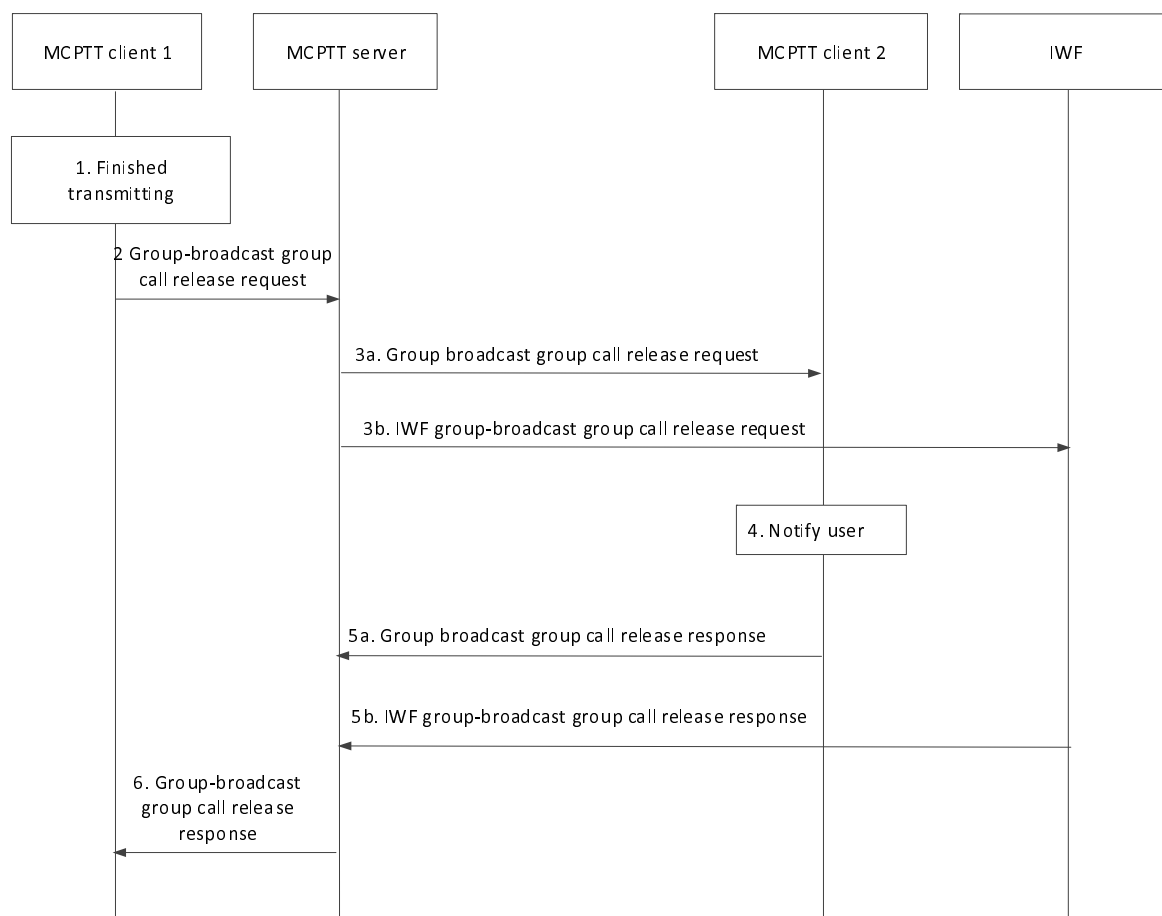 MCPTT client 1
MCPTT server
MCPTT client 2
IWF
1. Finished
transmitting
2 Group-broadcast group
call release request
3a. Group broadcast group call release request
3b. IWF group-broadcast group call release request
4. Notify user
5a. Group broadcast group call release response
5b. IWF group-broadcast group call release response
6. Group-broadcast
group call release
response